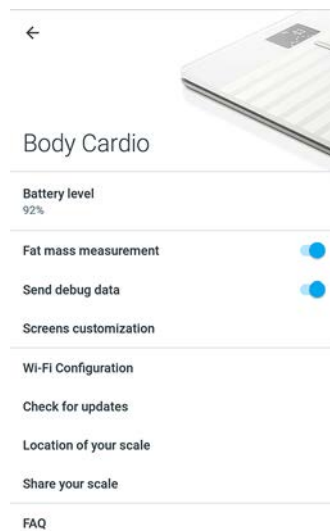 Body Cardio
Battery level
92%
Fat mass measurement
Send debug data
Screens customization
Wi-Fi Configuration
Check for updates
Location of your scale
Share your scale
FAQ